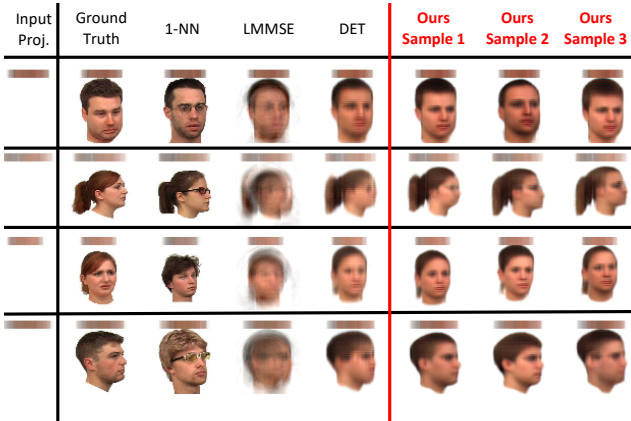 Input Proj.
Ground Truth
1-NN
LMMSE
DET
Ours Sample 1
Ours Sample 2
Ours Sample 3